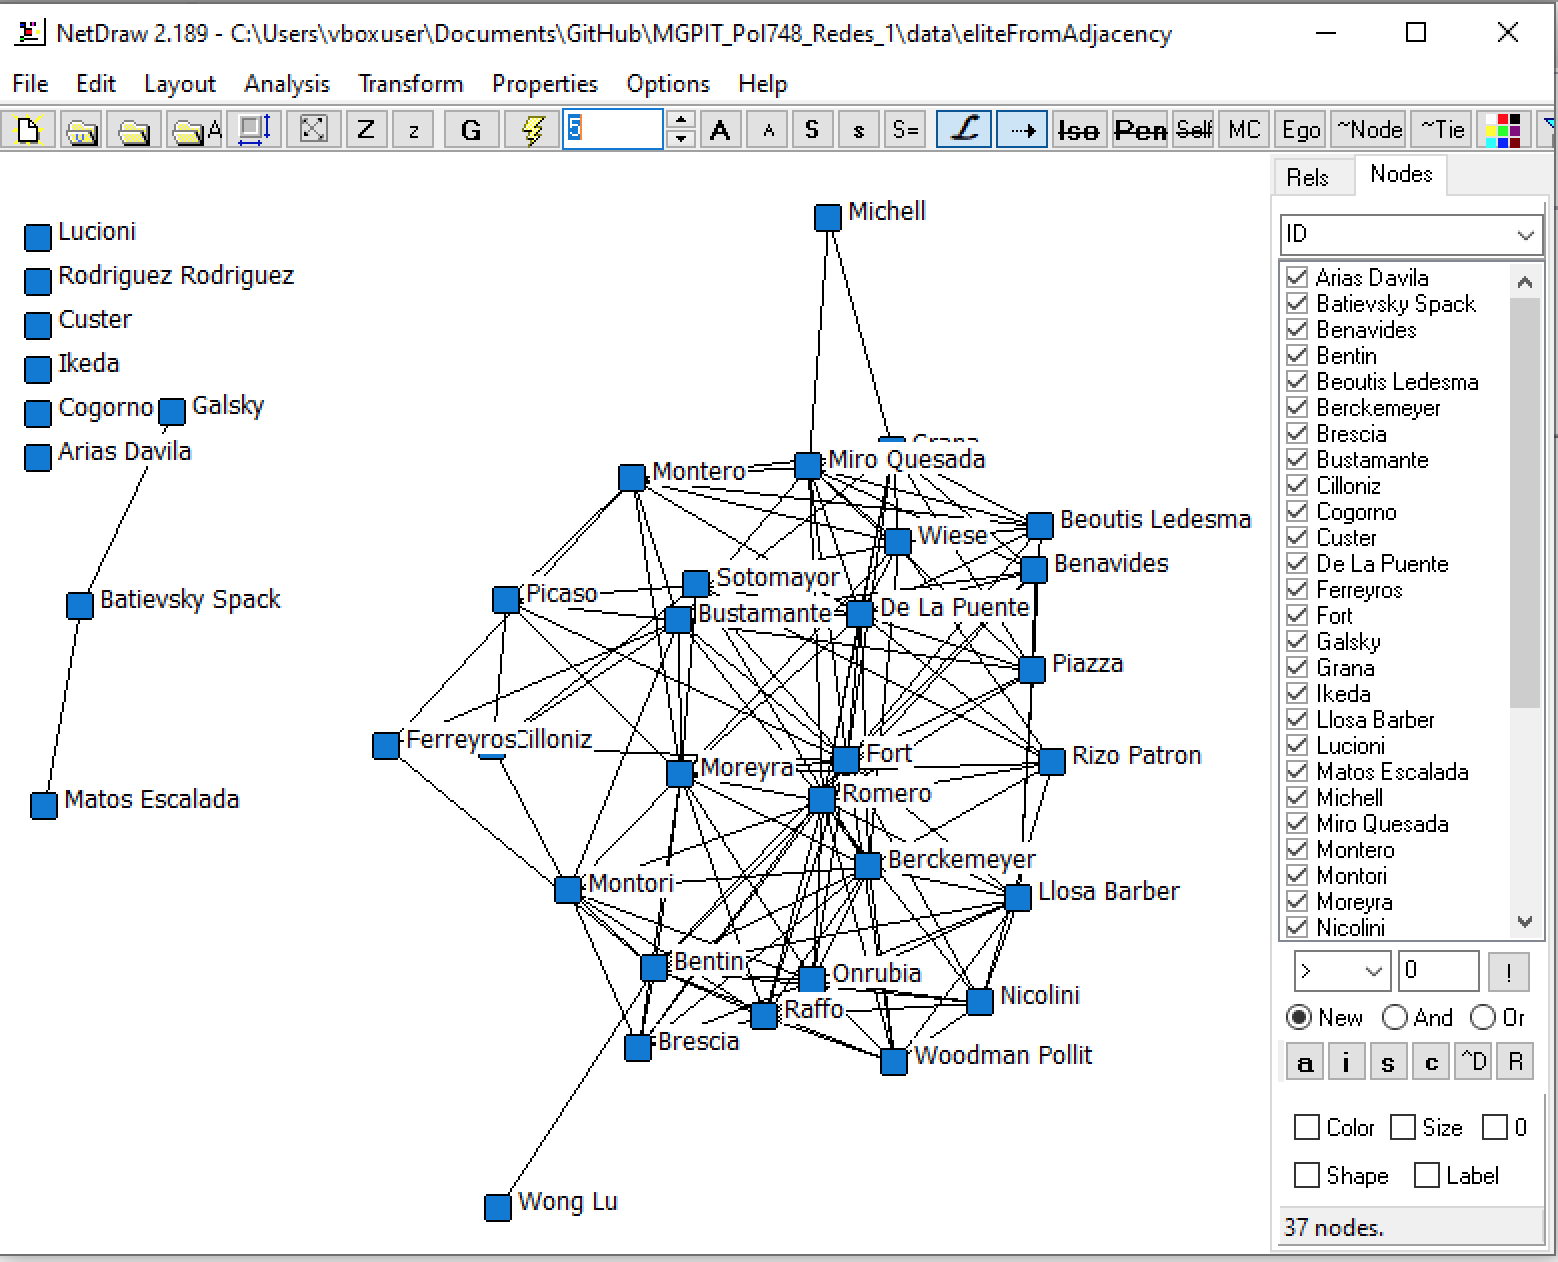 NetDraw 2.189 - C:\Users\vboxuser\Documents\GitHub\MGPIT_Pol748_Redes_1\data\eliteFromAdjacency
File Edit Layout Analysis Transform Properties Options Help
A Z z G 5 A A S s S= L Iso Pen Self MC Ego ~Node ~Tie
Rels Nodes
ID
Arias Davila
Batievsky Spack
Benavides
Bentin
Beoutis Ledesma
Berckemeyer
Brescia
Bustamante
Cilloniz
Cogorno
Custer
De La Puente
Ferreyros
Fort
Galsky
Grana
Ikeda
Llosa Barber
Lucioni
Matos Escalada
Michell
Miro Quesada
Montero
Montori
Moreyra
Nicolini
> 0 !
New And Or
a i s c ^D R
Color Size 0
Shape Label
37 nodes.
Michell
Lucioni
Rodriguez Rodriguez
Custer
Ikeda
Cogorno Galsky
Arias Davila
Grana
Miro Quesada
Montero
Beoutis Ledesma
Wiese
Benavides
Sotomayor
Picaso
Batievsky Spack
De La Puente
Bustamante
Piazza
Ferreyros Cilloniz
Fort
Rizo Patron
Moreyra
Romero
Matos Escalada
Berckemeyer
Montori
Llosa Barber
Bentin
Onrubia
Nicolini
Raffo
Brescia
Woodman Pollit
Wong Lu